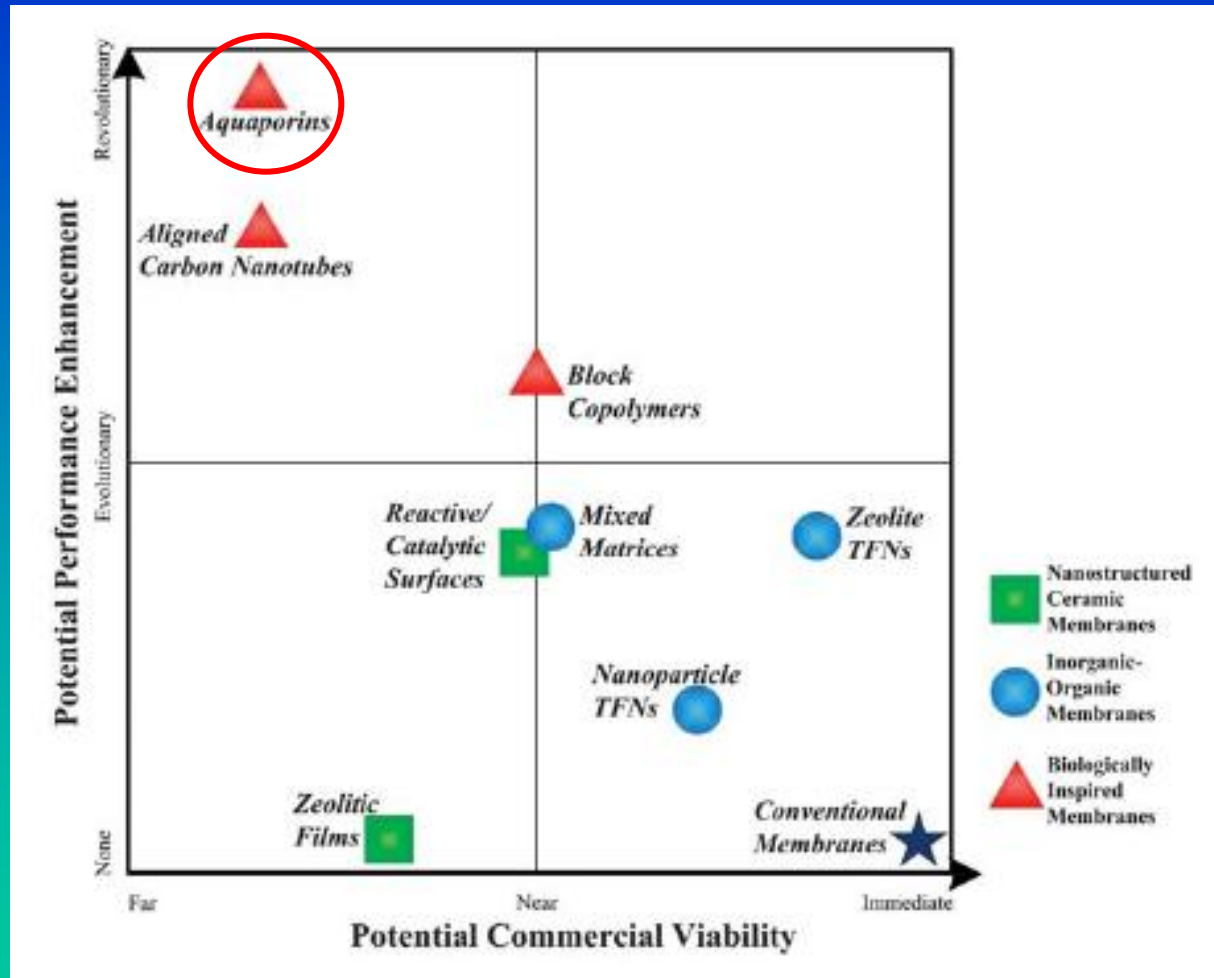 Revolutionary
Aquaporins
Aligned
Carbon Nanotubes
Potential Performance Enhancement
Block
Copolymers
Evolutionary
Reactive/
Catalytic
Surfaces
Mixed
Matrices
Zeolite
TFNs
Nanoparticle
TFNs
Zeolitic
Films
Conventional
Membranes
None
Far
Near
Immediate
Potential Commercial Viability
Nanostructured
Ceramic
Membranes
Inorganic-
Organic
Membranes
Biologically
Inspired
Membranes